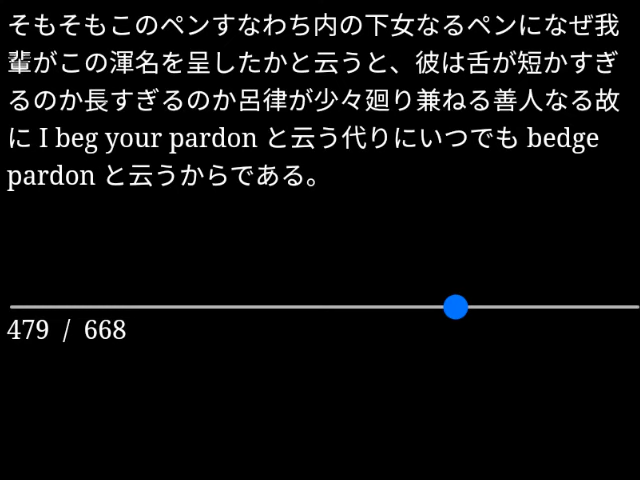 そもそもこのペンすなわち内の下女なるペンになぜ我
輩がこの渾名を呈したかと云うと、彼は舌が短かすぎ
るのか長すぎるのか呂律が少々廻り兼ねる善人なる故
に I beg your pardon と云う代りにいつでも bedge
pardon と云うからである。
479 / 668